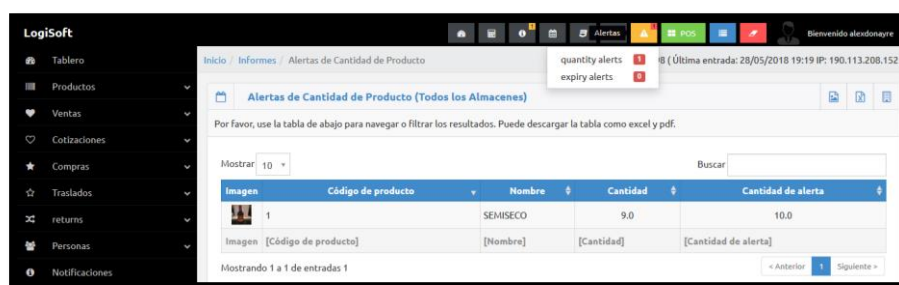 LogiSoft
1
Alertas
POS
Bienvenido alexdonayre
Tablero
Productos
Ventas
Cotizaciones
Compras
Traslados
returns
Personas
Notificaciones
Inicio / Informes / Alertas de Cantidad de Producto
8 ( Última entrada: 28/05/2018 19:19 IP: 190.113.208.152
quantity alerts 1
expiry alerts 0
Alertas de Cantidad de Producto (Todos los Almacenes)
Por favor, use la tabla de abajo para navegar o filtrar los resultados. Puede descargar la tabla como excel y pdf.
Mostrar 10 Buscar
Imagen Código de producto Nombre Cantidad Cantidad de alerta
1 SEMISECO 9.0 10.0
Imagen [Código de producto] [Nombre] [Cantidad] [Cantidad de alerta]
Mostrando 1 a 1 de entradas 1
« Anterior 1 Siguiente »